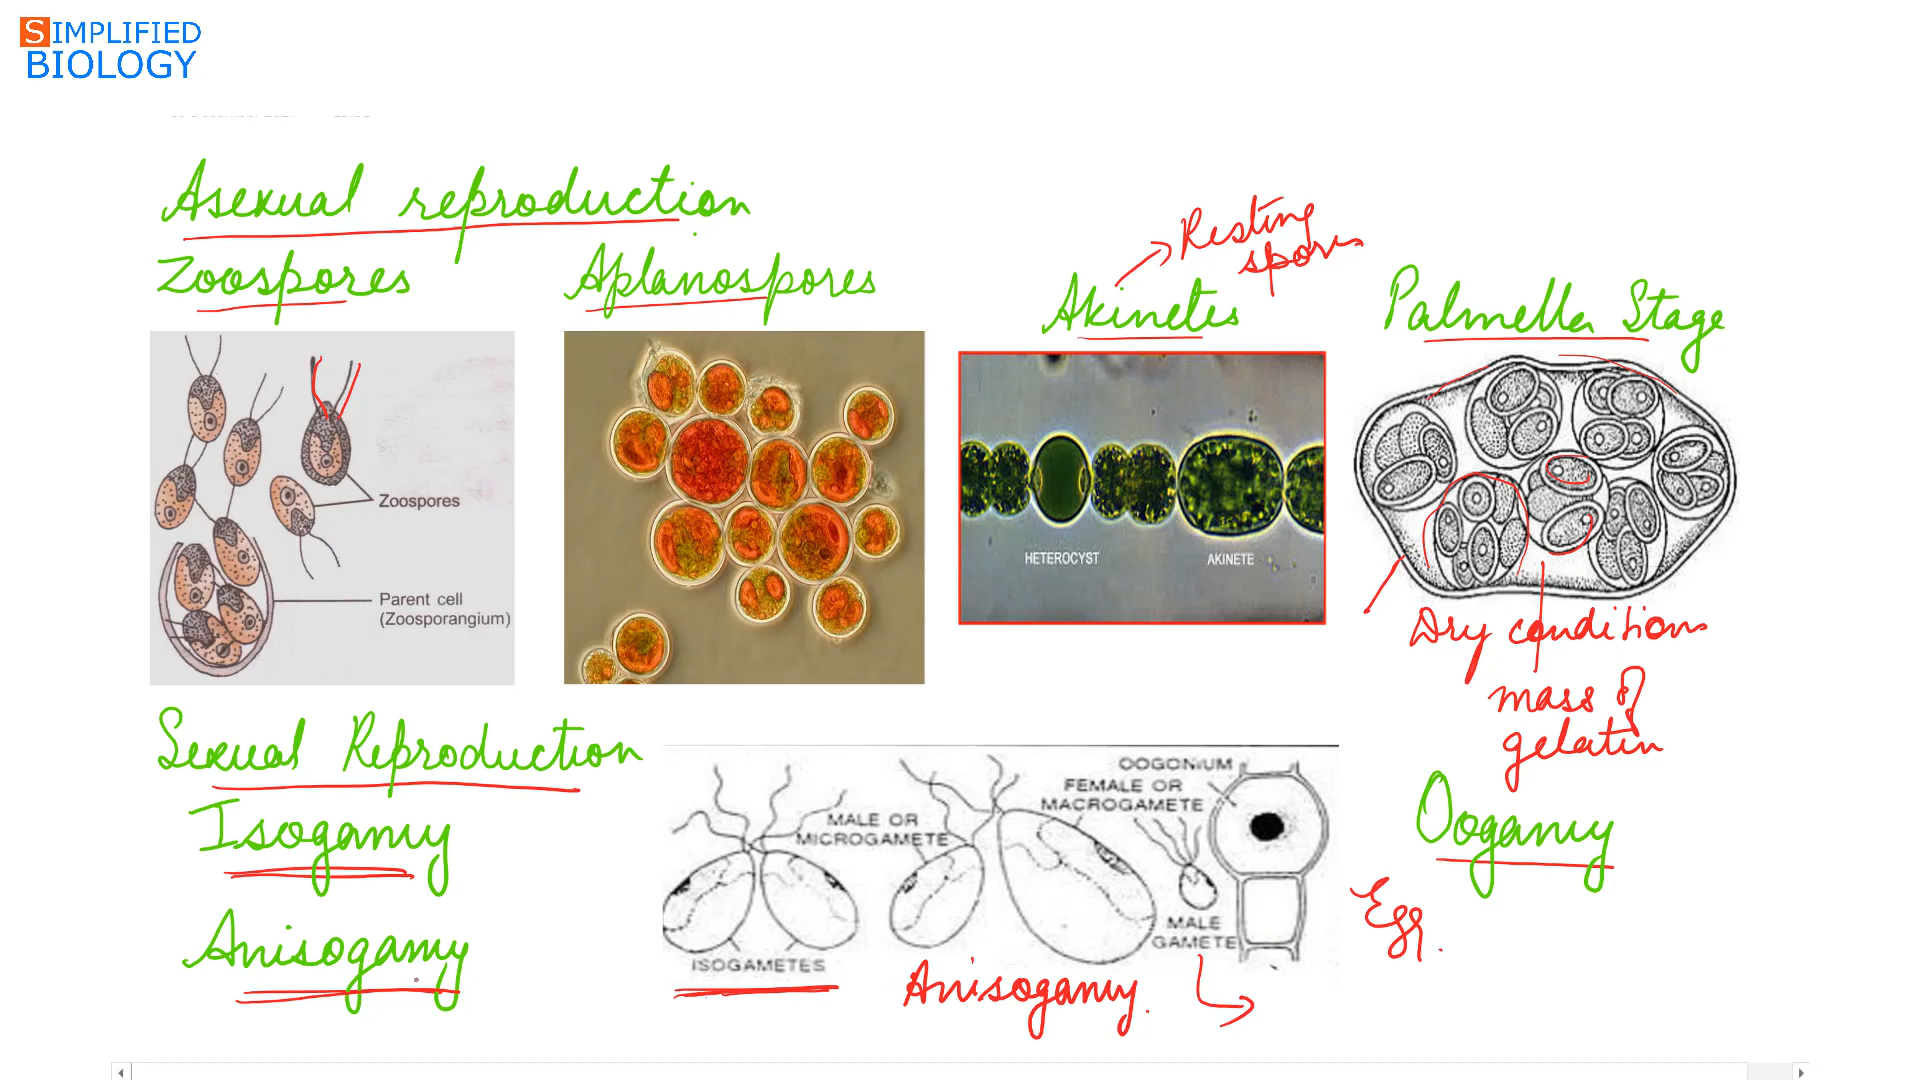 SIMPLIFIED
BIOLOGY
Asexual reproduction
Resting
spores
Zoospores
Aplanospores
Akinetes
Palmella Stage
Zoospores
Parent cell
(Zoosporangium)
HETEROCYST
AKINETE
Dry conditions
mass of
gelatin
Sexual Reproduction
Isogamy
Anisogamy
OOGONIUM
FEMALE OR
MACROGAMETE
MALE OR
MICROGAMETE
MALE
GAMETE
ISOGAMETES
Anisogamy.
Oogamy
Egg.